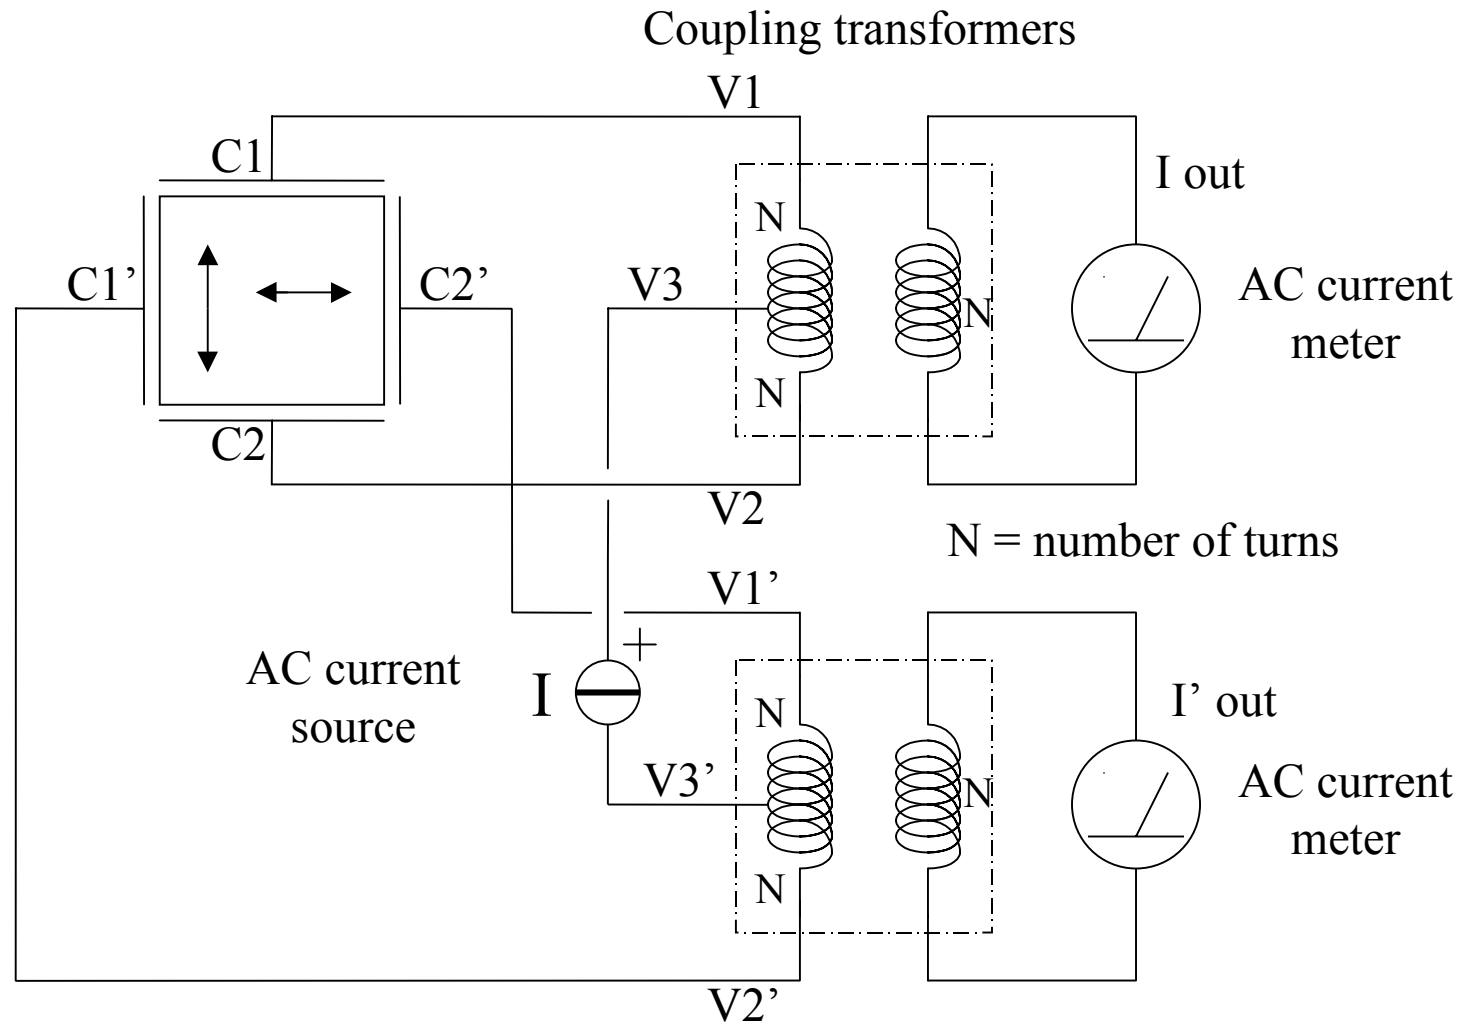 Coupling transformers
V1
C1
I out
N
C1’
C2’
V3
N
AC current
meter
N
C2
V2
N = number of turns
V1’
+
AC current
source
I
N
I’ out
V3’
N
AC current
meter
N
V2’